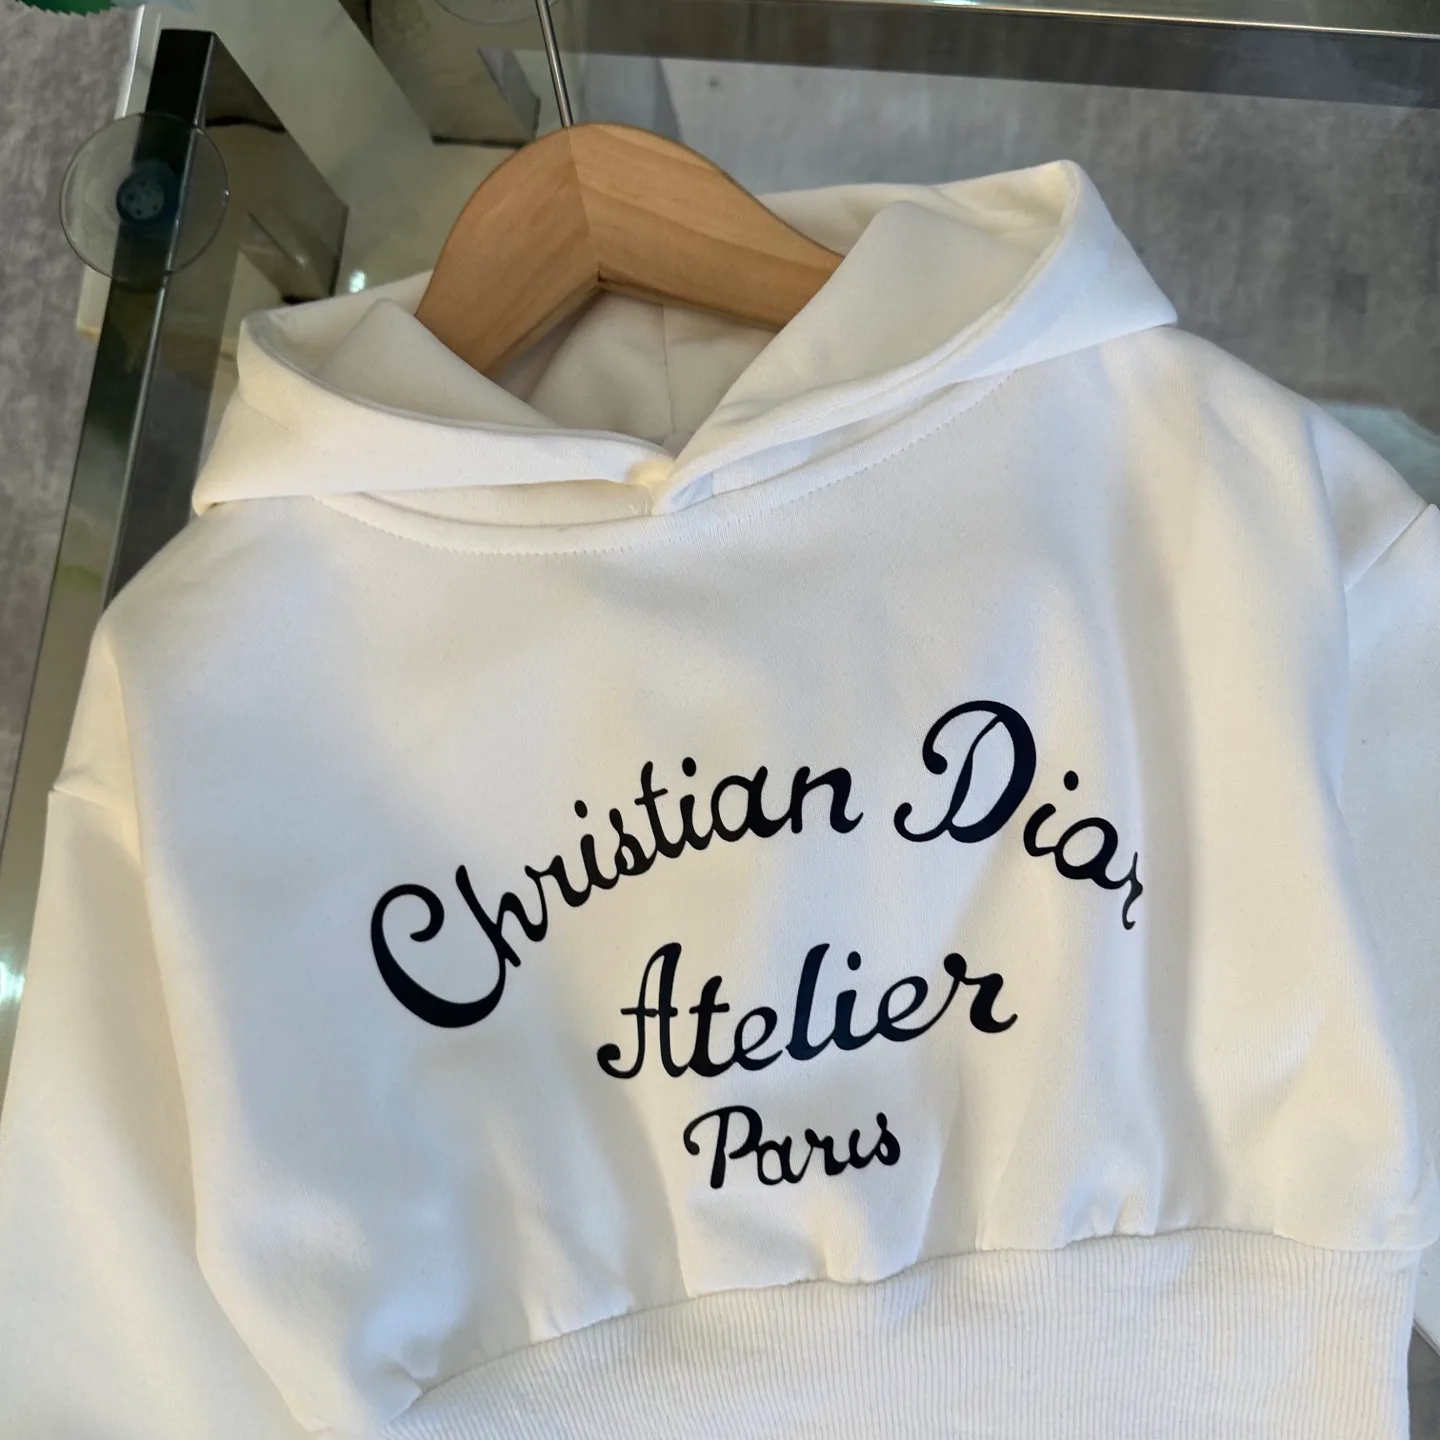 Christian Dior
Atelier
Paris